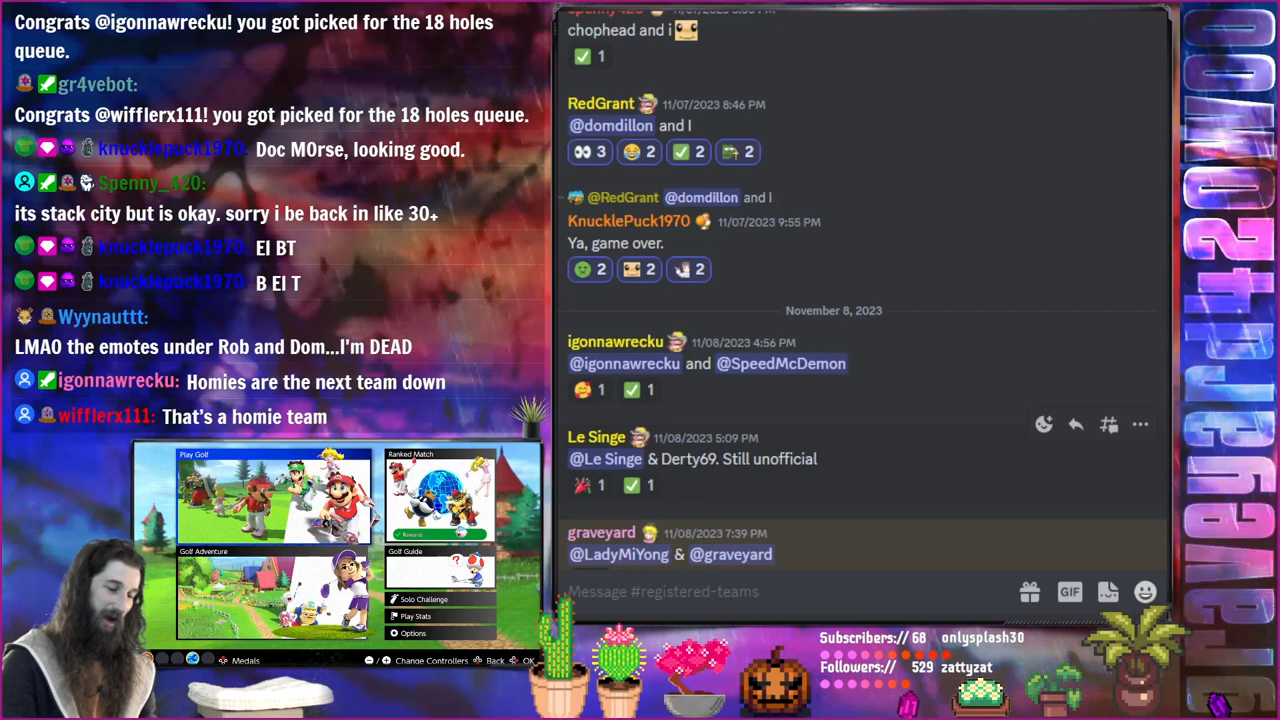 Congrats @igonnawrecku! you got picked for the 18 holes
queue.
gr4vebot:
Congrats @wifflerx111! you got picked for the 18 holes queue.
knucklepuck1970: Doc M0rse, looking good.
Spenny_420:
its stack city but is okay. sorry i be back in like 30+
knucklepuck1970: EI BT
knucklepuck1970: B EI T
Wyynauttt:
LMAO the emotes under Rob and Dom...I'm DEAD
igonnawrecku: Homies are the next team down
wifflerx111: That's a homie team
Play Golf
Ranked Match
Golf Adventure
Golf Guide
Solo Challenge
Play Stats
Options
Medals
Change Controllers
Back
OK
chophead and i
1
RedGrant 11/07/2023 8:46 PM
@domdillon and I
3 2 2 2
@RedGrant @domdillon and I
KnucklePuck1970 11/07/2023 9:55 PM
Ya, game over.
2 2 2
November 8, 2023
igonnawrecku 11/08/2023 4:56 PM
@igonnawrecku and @SpeedMcDemon
1 1
Le Singe 11/08/2023 5:09 PM
@Le Singe & Derty69. Still unofficial
1 1
graveyard 11/08/2023 7:39 PM
@LadyMiYong & @graveyard
Message #registered-teams
GIF
Subscribers// 68 onlysplash30
Followers// 529 zattyzat